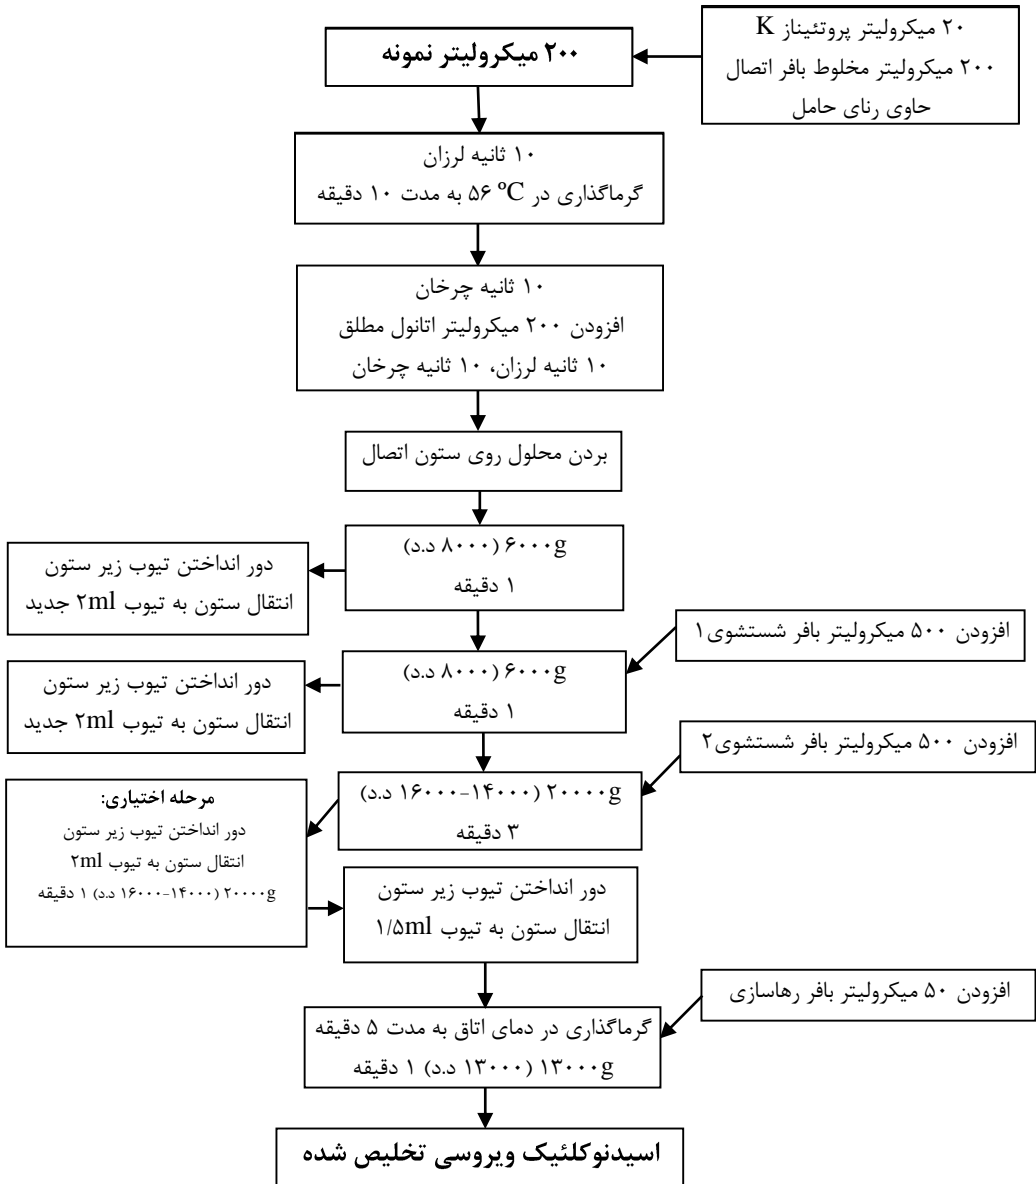 ۲۰ میکرولیتر پروتئیناز K
۲۰۰ میکرولیتر مخلوط بافر اتصال
حاوی رنای حامل
۲۰۰ میکرولیتر نمونه
۱۰ ثانیه لرزان
گرماگذاری در ۵۶ ºC به مدت ۱۰ دقیقه
۱۰ ثانیه چرخان
افزودن ۲۰۰ میکرولیتر اتانول مطلق
۱۰ ثانیه لرزان، ۱۰ ثانیه چرخان
بردن محلول روی ستون اتصال
۶۰۰۰g (۸۰۰۰ د.د)
۱ دقیقه
دور انداختن تیوب زیر ستون
انتقال ستون به تیوب ۲ml جدید
افزودن ۵۰۰ میکرولیتر بافر شستشوی۱
۶۰۰۰g (۸۰۰۰ د.د)
۱ دقیقه
دور انداختن تیوب زیر ستون
انتقال ستون به تیوب ۲ml جدید
افزودن ۵۰۰ میکرولیتر بافر شستشوی۲
۲۰۰۰۰g (۱۴۰۰۰-۱۶۰۰۰ د.د)
۳ دقیقه
مرحله اختیاری:
دور انداختن تیوب زیر ستون
انتقال ستون به تیوب ۲ml
۲۰۰۰۰g (۱۴۰۰۰-۱۶۰۰۰ د.د) ۱ دقیقه
دور انداختن تیوب زیر ستون
انتقال ستون به تیوب ۱/۵ml
افزودن ۵۰ میکرولیتر بافر رهاسازی
گرماگذاری در دمای اتاق به مدت ۵ دقیقه
۱۳۰۰۰g (۱۳۰۰۰ د.د) ۱ دقیقه
اسیدنوکلئیک ویروسی تخلیص شده